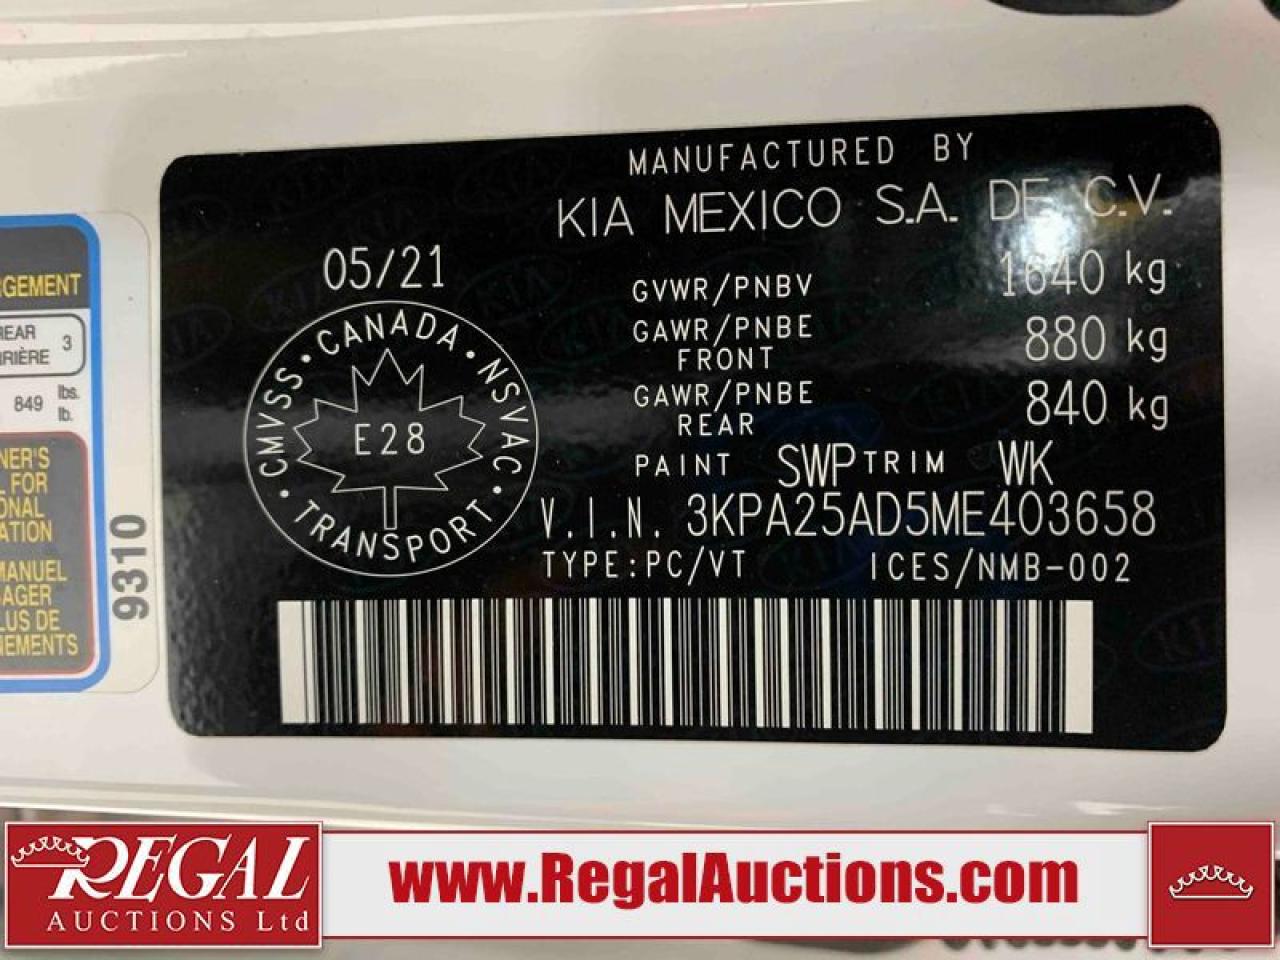 MANUFACTURED BY
KIA MEXICO S.A. DE C.V.
05/21
GVWR/PNBV 1640 kg
GAWR/PNBE FRONT 880 kg
GAWR/PNBE REAR 840 kg
PAINT SWP TRIM WK
V.I.N. 3KPA25AD5ME403658
TYPE:PC/VT ICES/NMB-002
CANADA · NSVAC · TRANSPORT · CMVSS ·
E28
GEMENT
REAR 3
RIÈRE
849 lbs.
lb.
NER'S
FOR
ONAL
ATION
MANUEL
AGER
LUS DE
NEMENTS
9310
REGAL
AUCTIONS Ltd
www.RegalAuctions.com